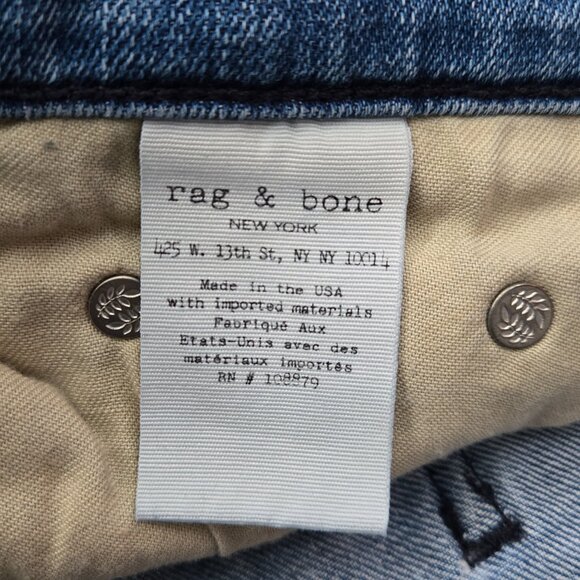 rag & bone
NEW YORK
425 W. 13th St, NY NY 10014
Made in the USA
with imported materials
Fabriqué Aux
Etats-Unis avec des
matériaux importés
RN # 108879